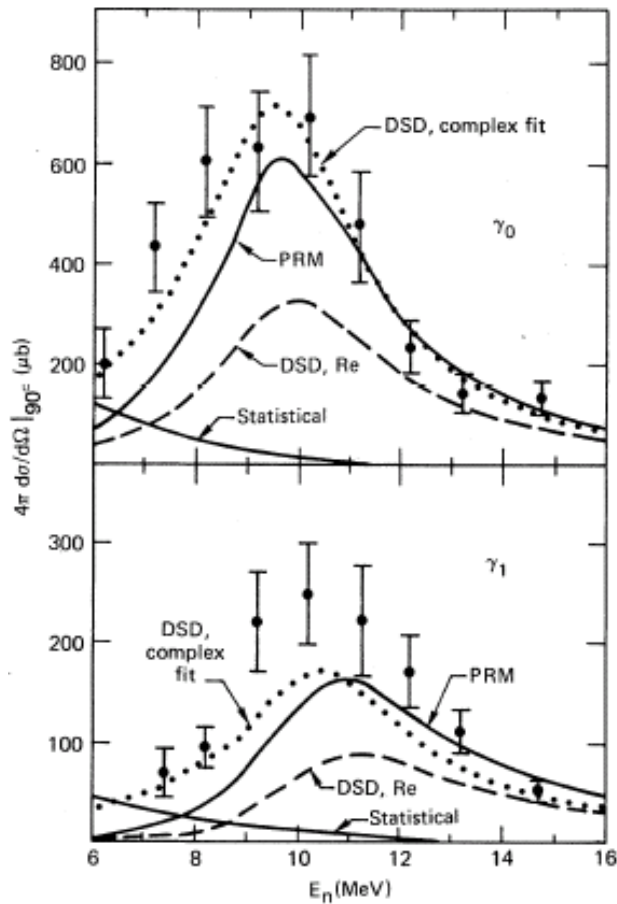 800
600
400
200
DSD, complex fit
γ0
PRM
DSD, Re
Statistical
4π dσ/dΩ|90° (μb)
300
200
100
γ1
DSD,
complex
fit
PRM
DSD, Re
Statistical
6 8 10 12 14 16
En(MeV)